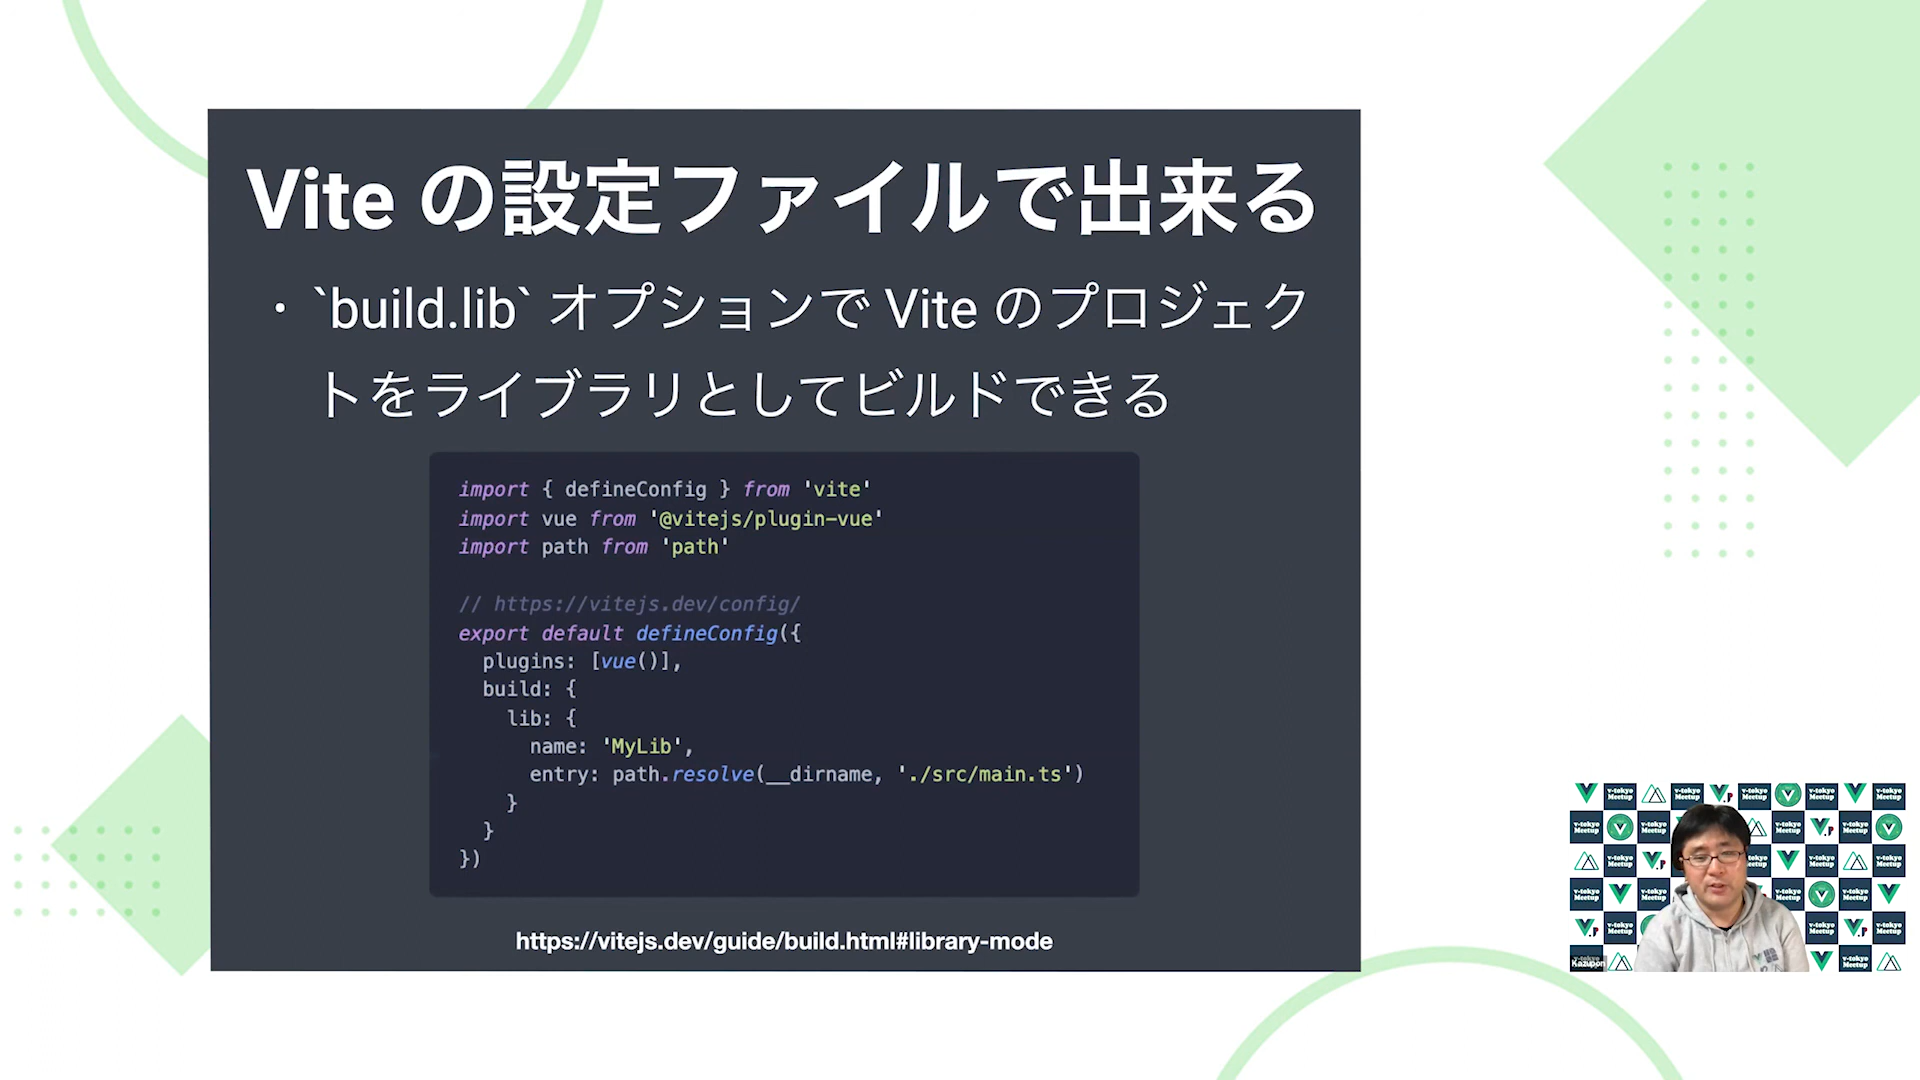 Vite の設定ファイルで出来る
・`build.lib` オプションで Vite のプロジェク
トをライブラリとしてビルドできる
import { defineConfig } from 'vite'
import vue from '@vitejs/plugin-vue'
import path from 'path'
// https://vitejs.dev/config/
export default defineConfig({
  plugins: [vue()],
  build: {
    lib: {
      name: 'MyLib',
      entry: path.resolve(__dirname, './src/main.ts')
    }
  }
})
https://vitejs.dev/guide/build.html#library-mode
v-tokyo
Meetup
Kazupon